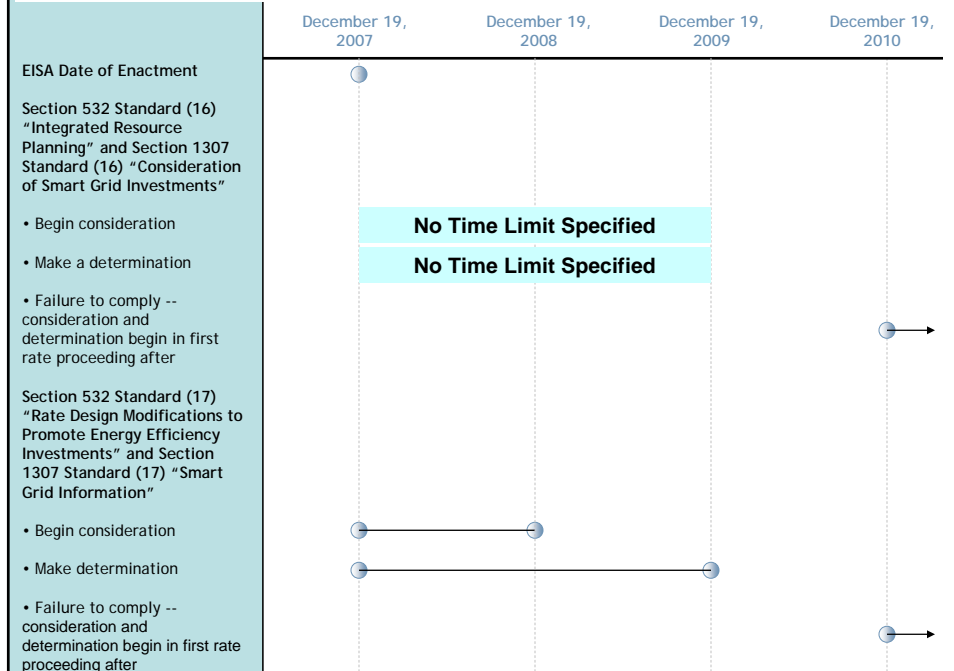 December 19,
2007
December 19,
2008
December 19,
2009
December 19,
2010
EISA Date of Enactment
Section 532 Standard (16)
“Integrated Resource
Planning” and Section 1307
Standard (16) “Consideration
of Smart Grid Investments”
• Begin consideration
No Time Limit Specified
• Make a determination
No Time Limit Specified
• Failure to comply --
consideration and
determination begin in first
rate proceeding after
Section 532 Standard (17)
“Rate Design Modifications to
Promote Energy Efficiency
Investments” and Section
1307 Standard (17) “Smart
Grid Information”
• Begin consideration
• Make determination
• Failure to comply --
consideration and
determination begin in first rate
proceeding after